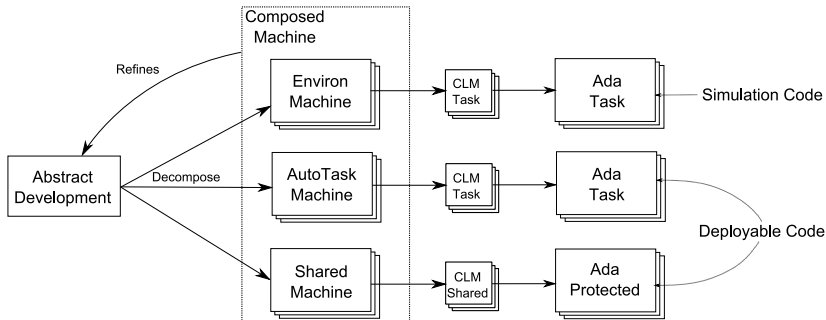 Composed
Machine
Refines
Environ
Machine
CLM
Task
Ada
Task
Simulation Code
Abstract
Development
Decompose
AutoTask
Machine
CLM
Task
Ada
Task
Deployable Code
Shared
Machine
CLM
Shared
Ada
Protected